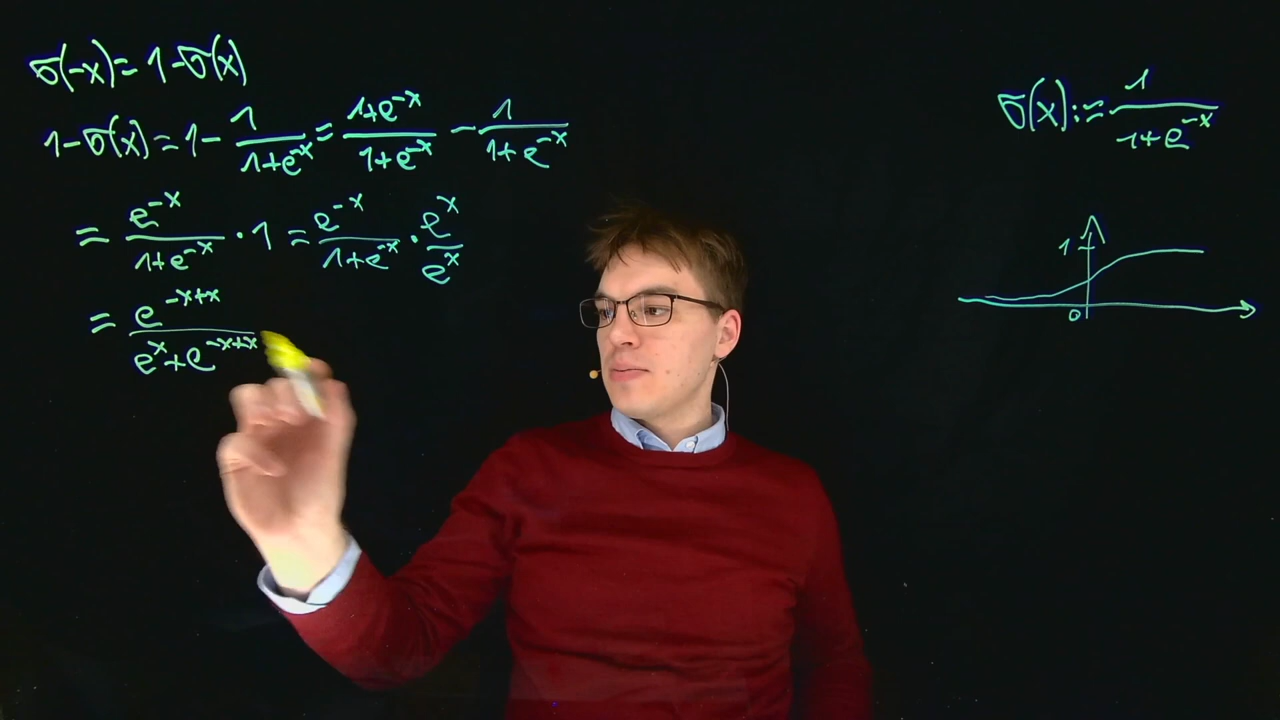 σ(-x) = 1-σ(x)
1-σ(x) = 1 - 1/(1+e^{-x}) = (1+e^{-x})/(1+e^{-x}) - 1/(1+e^{-x})
= e^{-x}/(1+e^{-x}) · 1 = e^{-x}/(1+e^{-x}) · e^{x}/e^{x}
= e^{-x+x}/(e^{x}+e^{-x+x})
σ(x) := 1/(1+e^{-x})
1
0